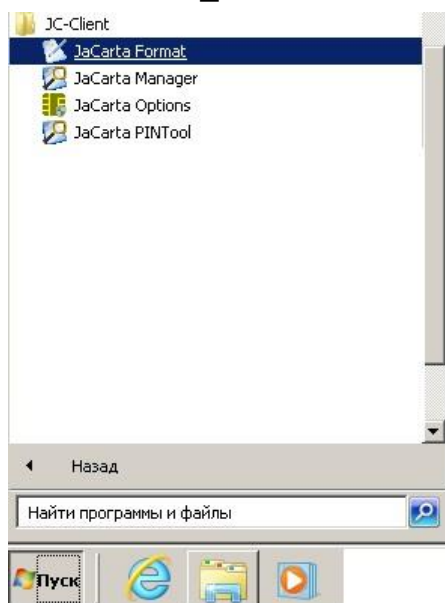 JC-Client
JaCarta Format
JaCarta Manager
JaCarta Options
JaCarta PINTool
Назад
Найти программы и файлы
Пуск